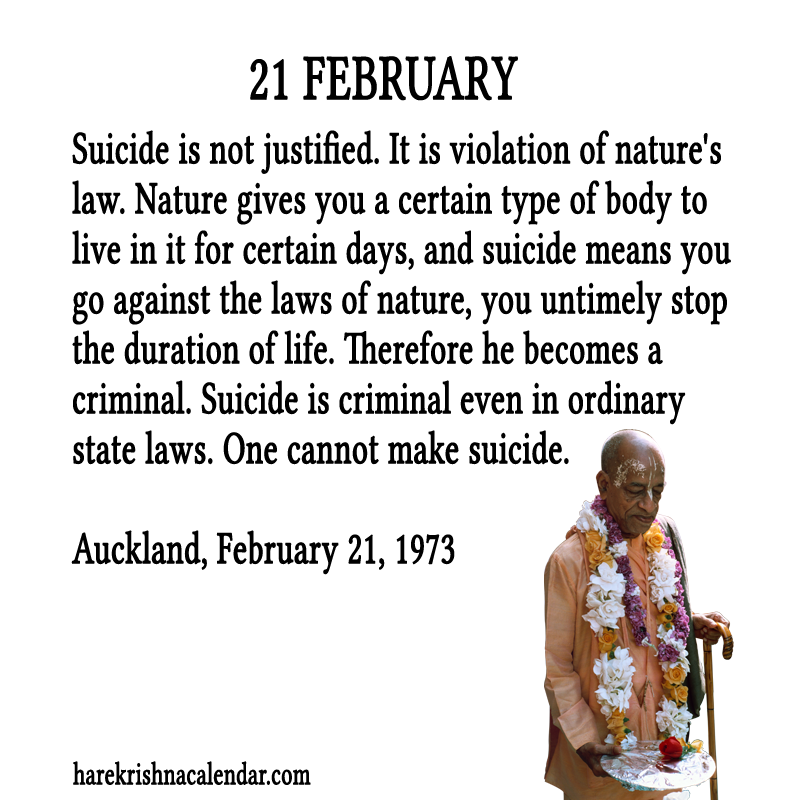 21 FEBRUARY
Suicide is not justified. It is violation of nature's
law. Nature gives you a certain type of body to
live in it for certain days, and suicide means you
go against the laws of nature, you untimely stop
the duration of life. Therefore he becomes a
criminal. Suicide is criminal even in ordinary
state laws. One cannot make suicide.
Auckland, February 21, 1973
harekrishnacalendar.com